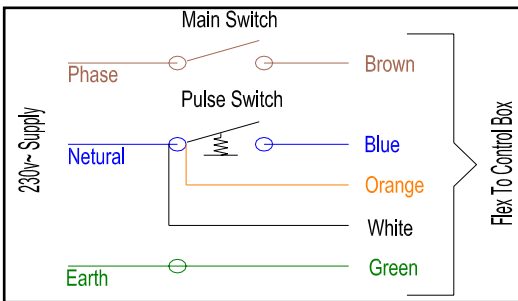 Main Switch
Phase
Brown
Pulse Switch
230v~ Supply
Netural
Blue
Orange
White
Flex To Control Box
Earth
Green